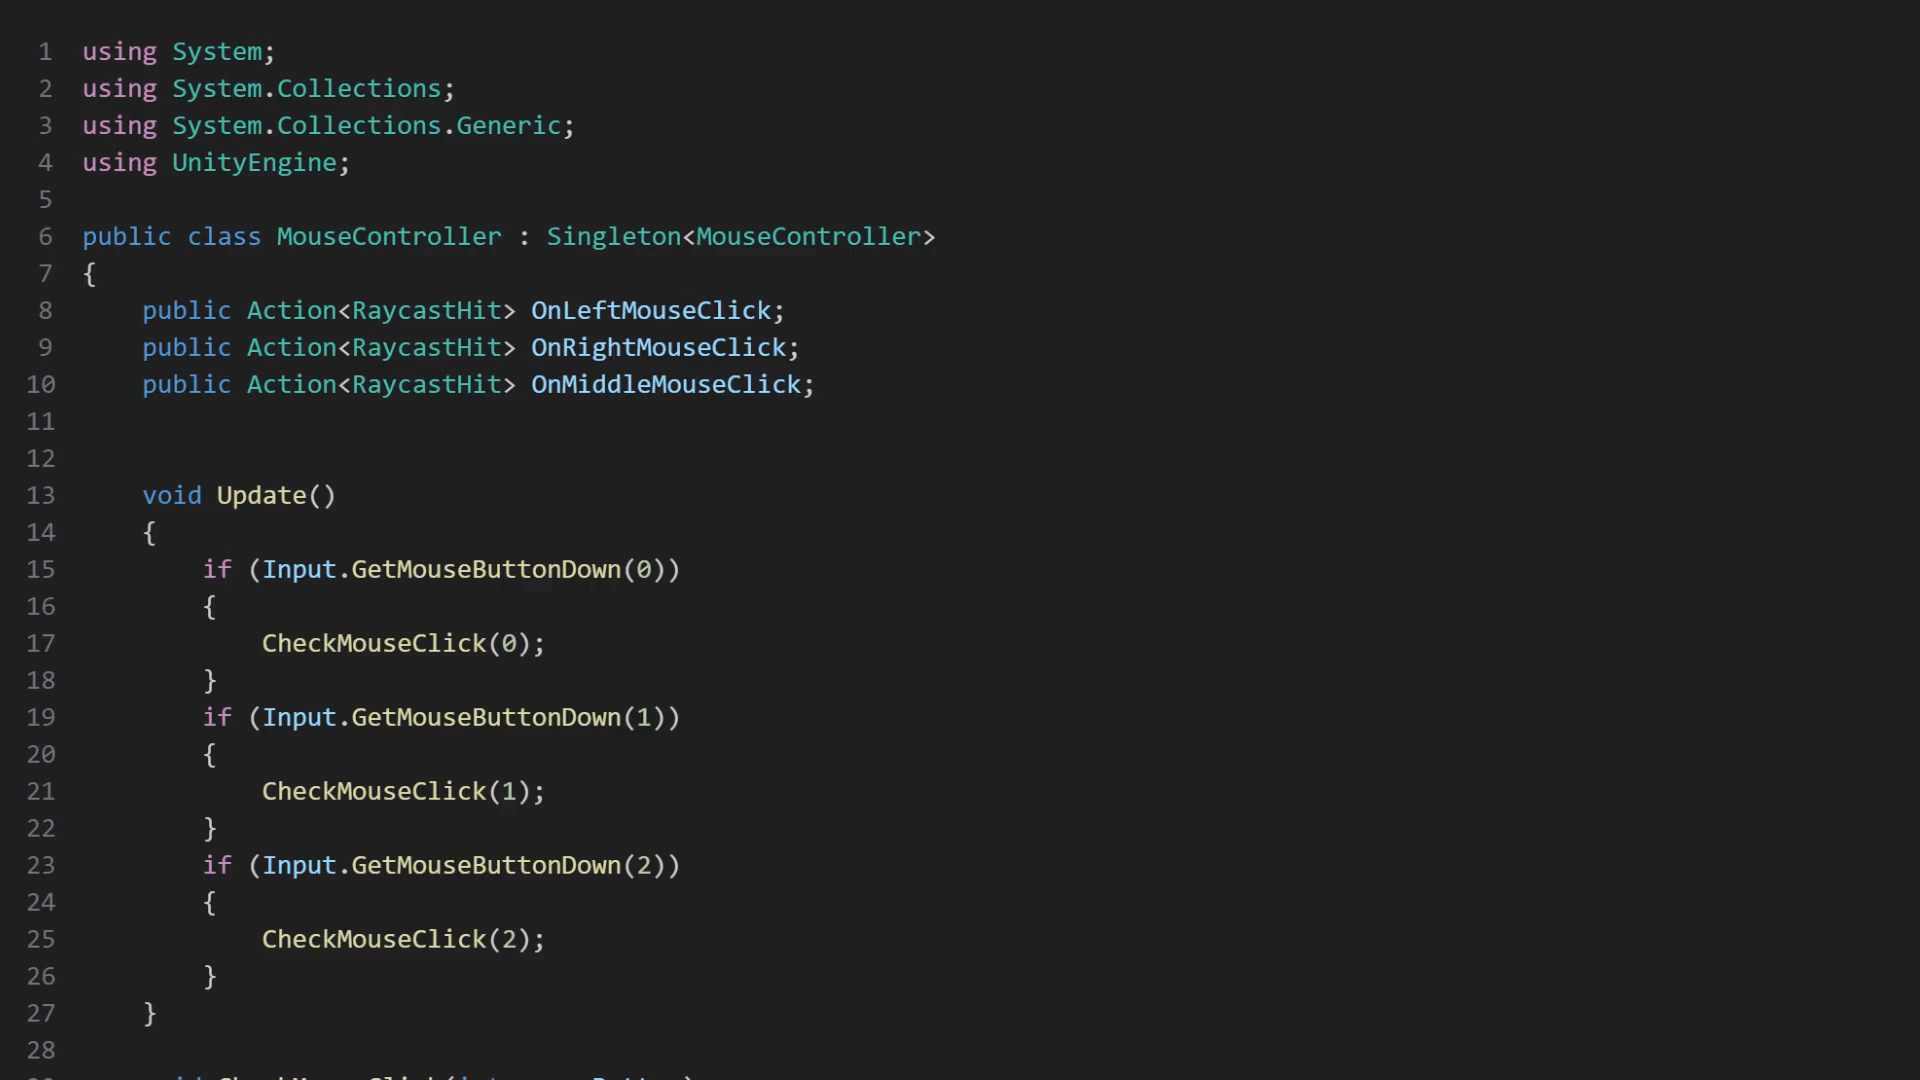 1 using System;
2 using System.Collections;
3 using System.Collections.Generic;
4 using UnityEngine;
5
6 public class MouseController : Singleton<MouseController>
7 {
8     public Action<RaycastHit> OnLeftMouseClick;
9     public Action<RaycastHit> OnRightMouseClick;
10     public Action<RaycastHit> OnMiddleMouseClick;
11
12
13     void Update()
14     {
15         if (Input.GetMouseButtonDown(0))
16         {
17             CheckMouseClick(0);
18         }
19         if (Input.GetMouseButtonDown(1))
20         {
21             CheckMouseClick(1);
22         }
23         if (Input.GetMouseButtonDown(2))
24         {
25             CheckMouseClick(2);
26         }
27     }
28